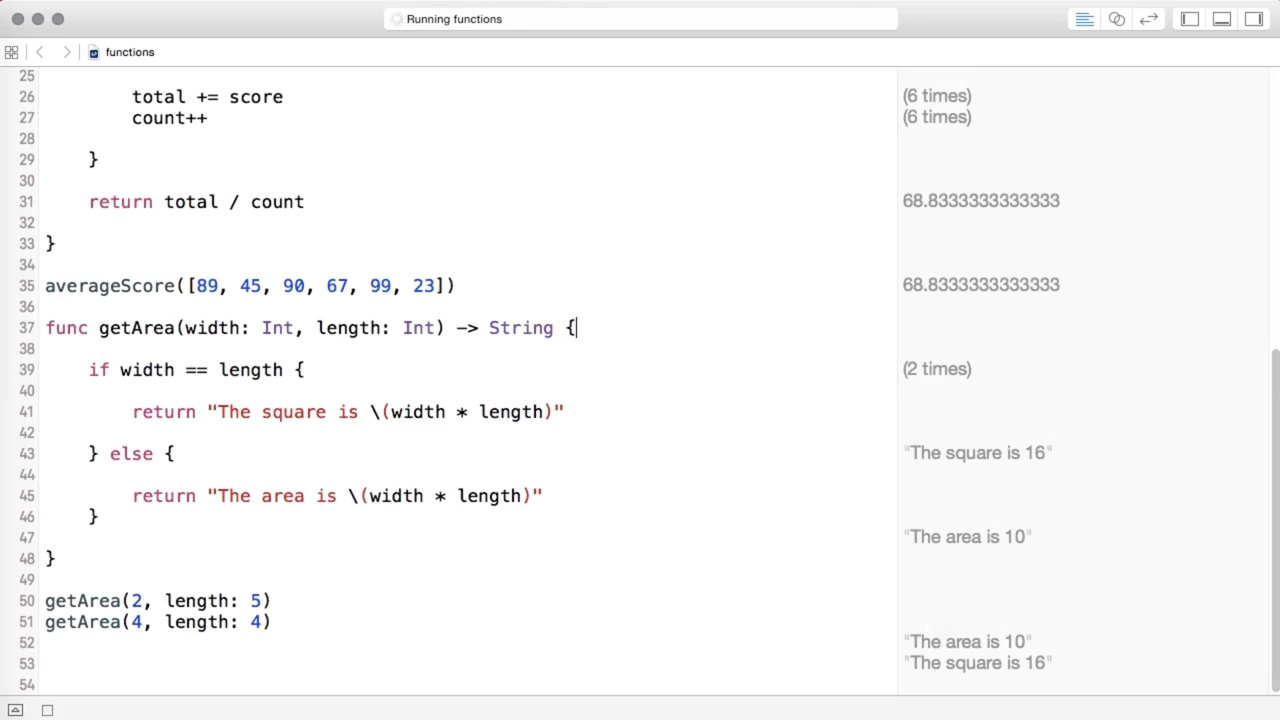 Running functions
functions
25
26 total += score (6 times)
27 count++ (6 times)
28
29 }
30
31 return total / count 68.8333333333333
32
33 }
34
35 averageScore([89, 45, 90, 67, 99, 23]) 68.8333333333333
36
37 func getArea(width: Int, length: Int) -> String {
38
39 if width == length { (2 times)
40
41 return "The square is \(width * length)"
42
43 } else { "The square is 16"
44
45 return "The area is \(width * length)"
46 }
47 "The area is 10"
48 }
49
50 getArea(2, length: 5)
51 getArea(4, length: 4)
52 "The area is 10"
53 "The square is 16"
54